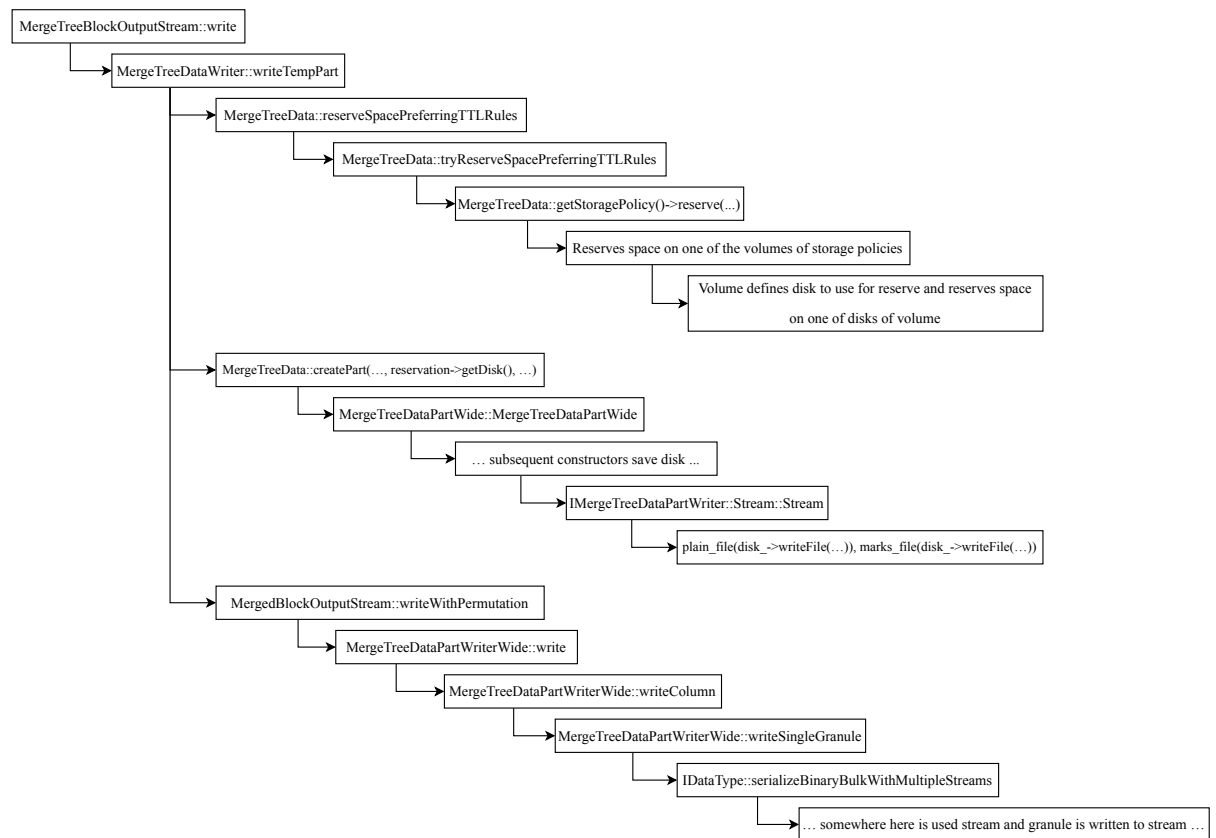 MergeTreeBlockOutputStream::write
MergeTreeDataWriter::writeTempPart
MergeTreeData::reserveSpacePreferringTTLRules
MergeTreeData::tryReserveSpacePreferringTTLRules
MergeTreeData::getStoragePolicy()->reserve(...)
Reserves space on one of the volumes of storage policies
Volume defines disk to use for reserve and reserves space
on one of disks of volume
MergeTreeData::createPart(…, reservation->getDisk(), …)
MergeTreeDataPartWide::MergeTreeDataPartWide
… subsequent constructors save disk ...
IMergeTreeDataPartWriter::Stream::Stream
plain_file(disk_->writeFile(…)), marks_file(disk_->writeFile(…))
MergedBlockOutputStream::writeWithPermutation
MergeTreeDataPartWriterWide::write
MergeTreeDataPartWriterWide::writeColumn
MergeTreeDataPartWriterWide::writeSingleGranule
IDataType::serializeBinaryBulkWithMultipleStreams
… somewhere here is used stream and granule is written to stream …